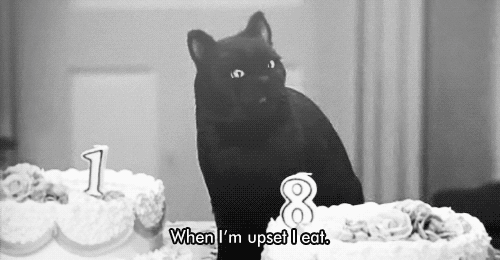 1 8
When I'm upset I eat.